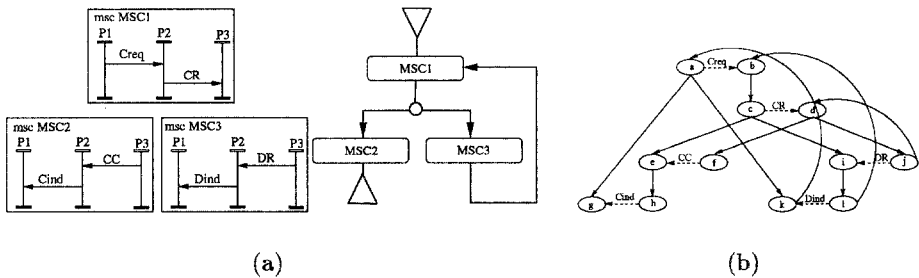 msc MSC1
P1 P2 P3
Creq
CR
msc MSC2
P1 P2 P3
CC
Cind
msc MSC3
P1 P2 P3
DR
Dind
MSC1
MSC2
MSC3
(a)
a Creq b
c CR d
e CC f i DR j
g Cind h k Dind l
(b)